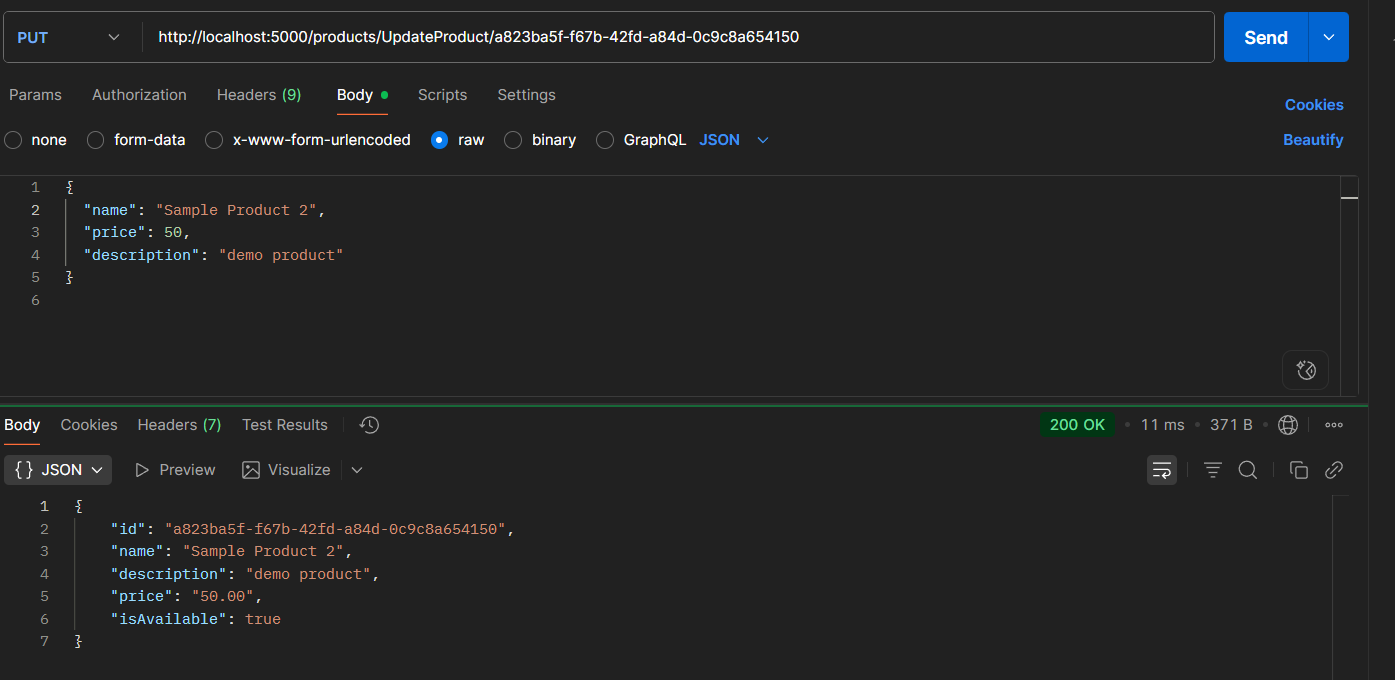 PUT http://localhost:5000/products/UpdateProduct/a823ba5f-f67b-42fd-a84d-0c9c8a654150 Send
Params Authorization Headers (9) Body Scripts Settings Cookies
none form-data x-www-form-urlencoded raw binary GraphQL JSON Beautify
1 {
2 "name": "Sample Product 2",
3 "price": 50,
4 "description": "demo product"
5 }
6
Body Cookies Headers (7) Test Results 200 OK • 11 ms • 371 B •
{} JSON Preview Visualize
1 {
2 "id": "a823ba5f-f67b-42fd-a84d-0c9c8a654150",
3 "name": "Sample Product 2",
4 "description": "demo product",
5 "price": "50.00",
6 "isAvailable": true
7 }